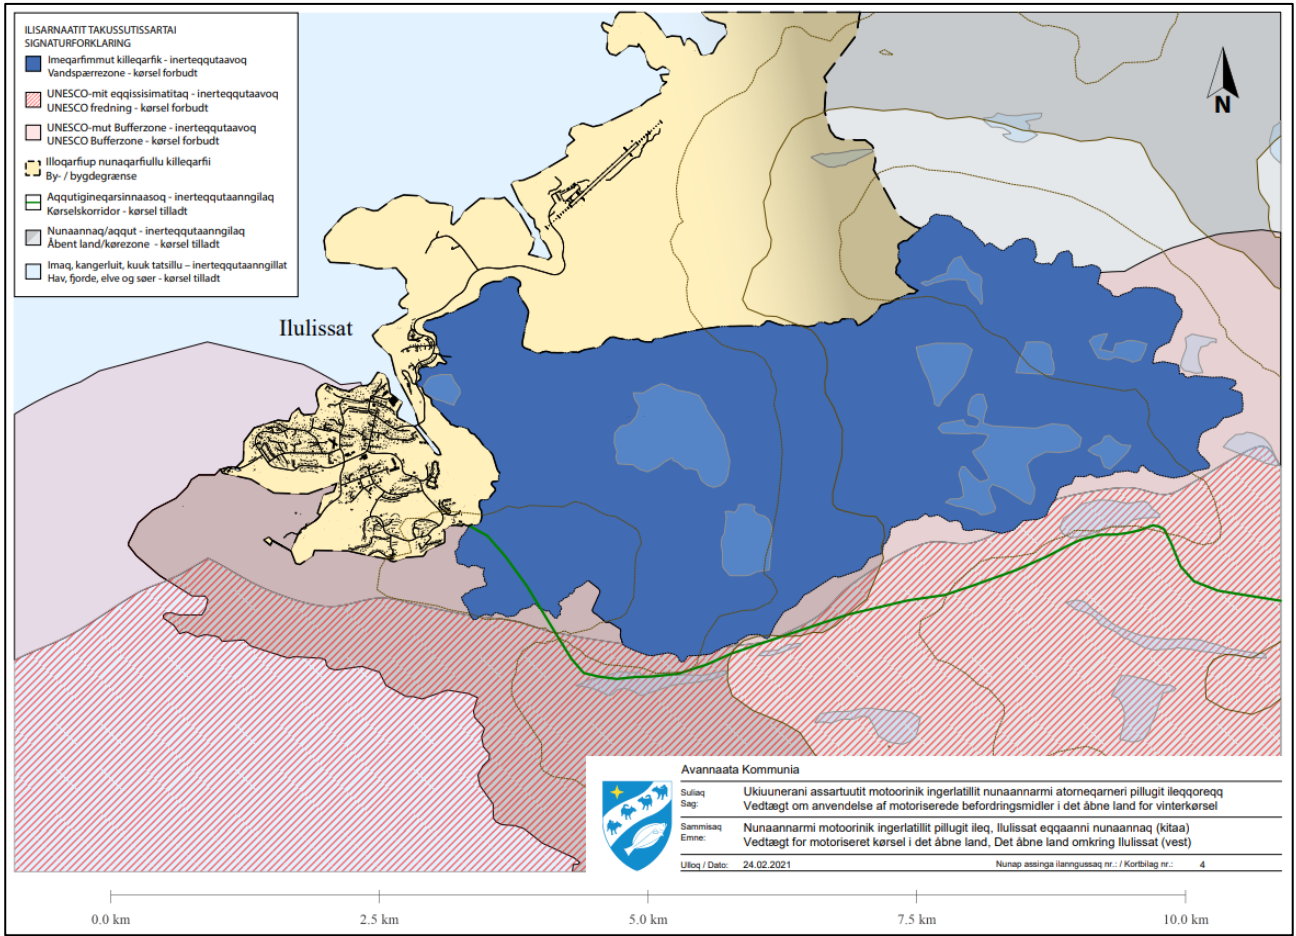 ILISARNAATIT TAKUSSUTISSARTAI
SIGNATURFORKLARING
Imeqarfimmut killeqarfik - inerteqqutaavoq
Vandspærrezone - kørsel forbudt
UNESCO-mit eqqissisimatitaq - inerteqqutaavoq
UNESCO fredning - kørsel forbudt
UNESCO-mut Bufferzone - inerteqqutaavoq
UNESCO Bufferzone - kørsel forbudt
Illoqarfiup nunaqarfiullu killeqarfii
By- / bygdegrænse
Aqqutigineqarsinnaasoq - inerteqqutaanngilaq
Kørselskorridor - kørsel tilladt
Nunaannaq/aqqut - inerteqqutaanngilaq
Åbent land/kørezone - kørsel tilladt
Imaq, kangerluit, kuuk tatsillu – inerteqqutaanngillat
Hav, fjorde, elve og søer - kørsel tilladt
N
Ilulissat
Avannaata Kommunia
Suliaq Ukiuunerani assartuutit motoorinik ingerlatillit nunaannarmi atorneqarneri pillugit ileqqoreqq
Sag: Vedtægt om anvendelse af motoriserede befordringsmidler i det åbne land for vinterkørsel
Sammisaq Nunaannarmi motoorinik ingerlatillit pillugit ileq, Ilulissat eqqaanni nunaannaq (kitaa)
Emne: Vedtægt for motoriseret kørsel i det åbne land, Det åbne land omkring Ilulissat (vest)
Ulloq / Dato: 24.02.2021 Nunap assinga ilanngussaq nr.: / Kortbilag nr.: 4
0.0 km 2.5 km 5.0 km 7.5 km 10.0 km